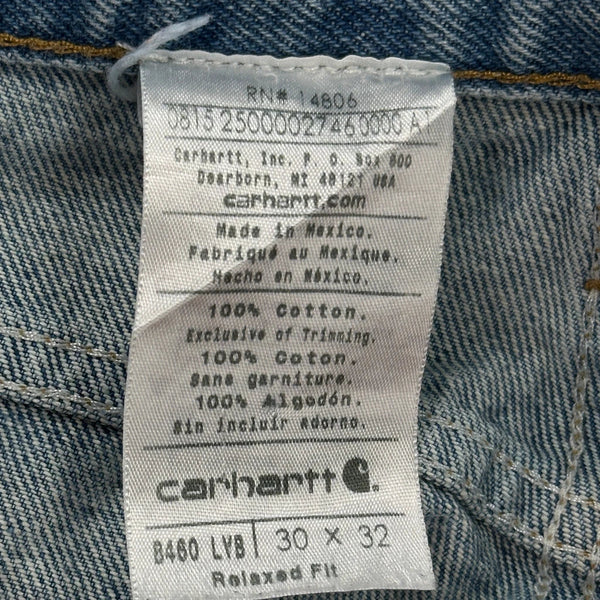 RN# 14806
0815 25000027460000 A1
Carhartt, Inc. P. O. Box 600
Dearborn, MI 48121 USA
carhartt.com
Made in Mexico.
Fabriqué au Mexique.
Hecho en México.
100% Cotton.
Exclusive of Trimming.
100% Coton.
Sans garniture.
100% Algodón.
Sin incluir adorno.
carhartt
B460 LVB | 30 X 32
Relaxed Fit